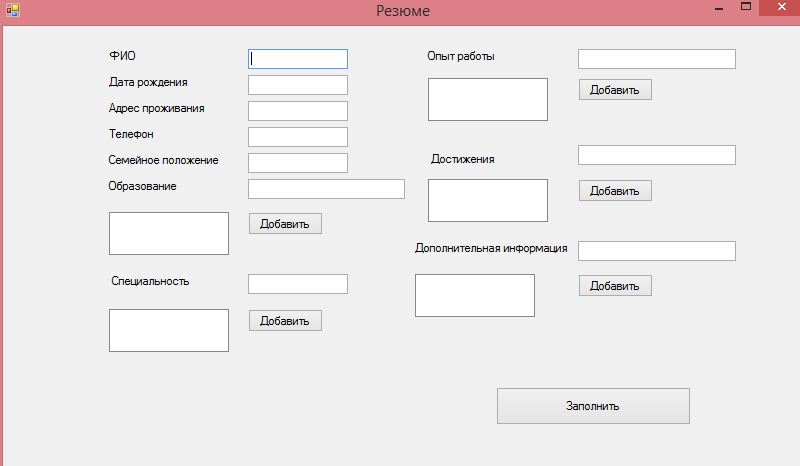 Резюме
ФИО
Дата рождения
Адрес проживания
Телефон
Семейное положение
Образование
Добавить
Специальность
Добавить
Опыт работы
Добавить
Достижения
Добавить
Дополнительная информация
Добавить
Заполнить